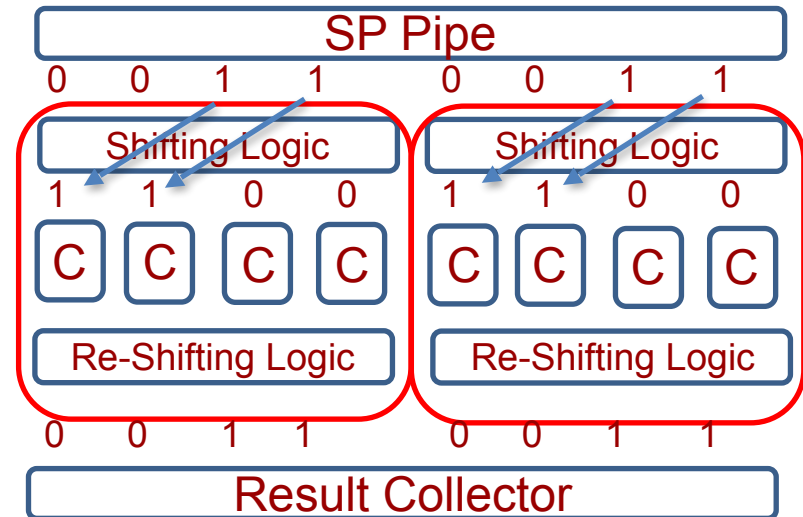 SP Pipe
0 0 1 1 0 0 1 1
Shifting Logic Shifting Logic
1 1 0 0 1 1 0 0
C C C C C C C C
Re-Shifting Logic Re-Shifting Logic
0 0 1 1 0 0 1 1
Result Collector